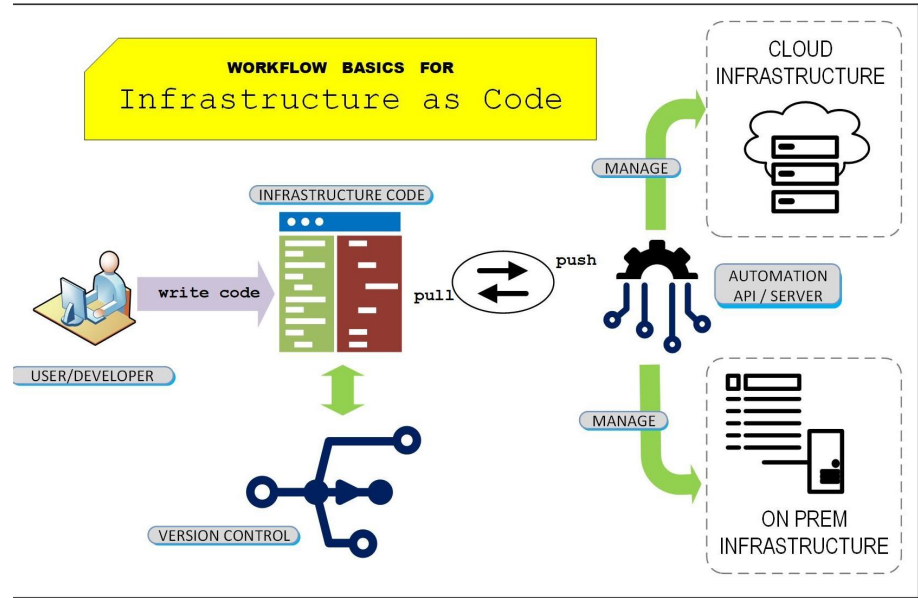 WORKFLOW BASICS FOR
Infrastructure as Code
CLOUD
INFRASTRUCTURE
MANAGE
INFRASTRUCTURE CODE
write code
pull
push
AUTOMATION
API / SERVER
USER/DEVELOPER
MANAGE
VERSION CONTROL
ON PREM
INFRASTRUCTURE